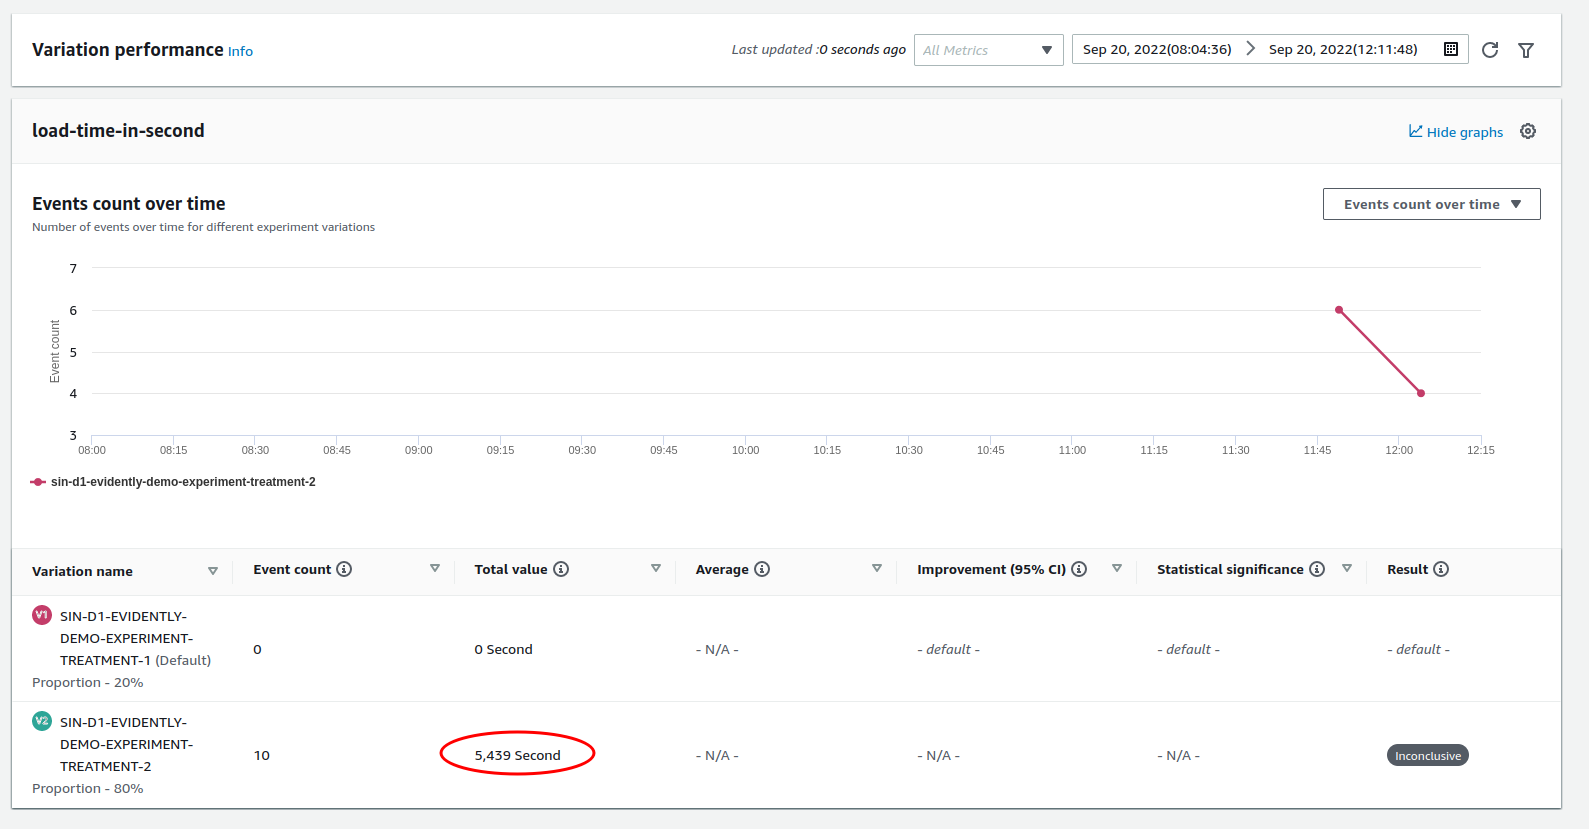 Variation performance Info
Last updated :0 seconds ago
All Metrics
Sep 20, 2022(08:04:36)
Sep 20, 2022(12:11:48)
load-time-in-second
Hide graphs
Events count over time
Events count over time
Number of events over time for different experiment variations
Event count
7
6
5
4
3
08:00 08:15 08:30 08:45 09:00 09:15 09:30 09:45 10:00 10:15 10:30 10:45 11:00 11:15 11:30 11:45 12:00 12:15
sin-d1-evidently-demo-experiment-treatment-2
Variation name Event count Total value Average Improvement (95% CI) Statistical significance Result
V1 SIN-D1-EVIDENTLY-
DEMO-EXPERIMENT-
TREATMENT-1 (Default)
Proportion - 20%
0 0 Second - N/A - - default - - default - - default -
V2 SIN-D1-EVIDENTLY-
DEMO-EXPERIMENT-
TREATMENT-2
Proportion - 80%
10 5,439 Second - N/A - - N/A - - N/A - Inconclusive